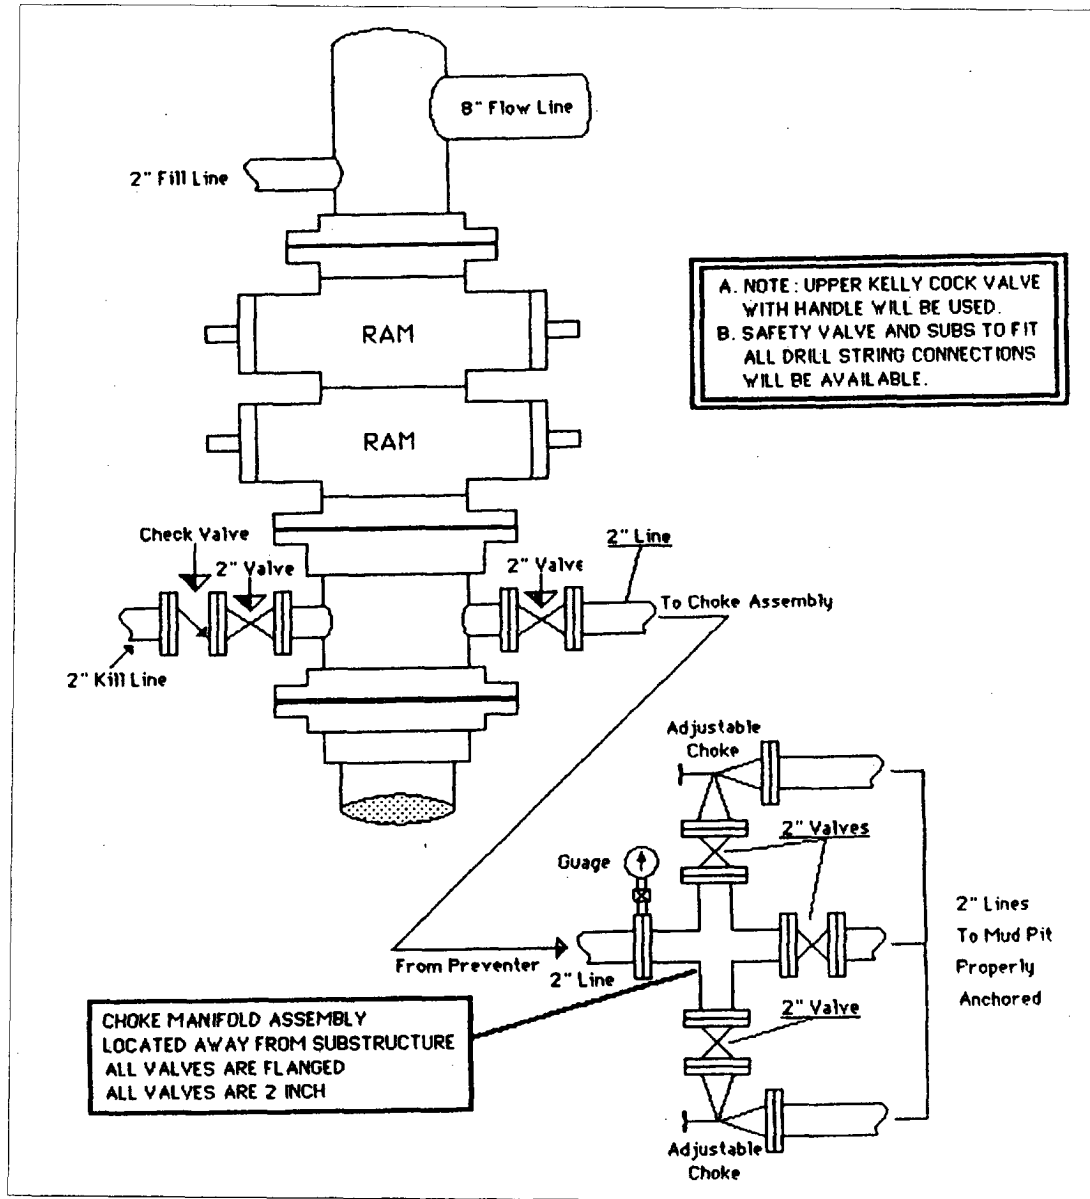 8" Flow Line
2" Fill Line
A. NOTE: UPPER KELLY COCK VALVE
WITH HANDLE WILL BE USED.
B. SAFETY VALVE AND SUBS TO FIT
ALL DRILL STRING CONNECTIONS
WILL BE AVAILABLE.
RAM
RAM
Check Valve
2" Valve
2" Valve
2" Line
To Choke Assembly
2" Kill Line
Adjustable
Choke
2" Valves
Guage
2" Lines
To Mud Pit
Properly
Anchored
From Preventer
2" Line
2" Valve
CHOKE MANIFOLD ASSEMBLY
LOCATED AWAY FROM SUBSTRUCTURE
ALL VALVES ARE FLANGED
ALL VALVES ARE 2 INCH
Adjustable
Choke